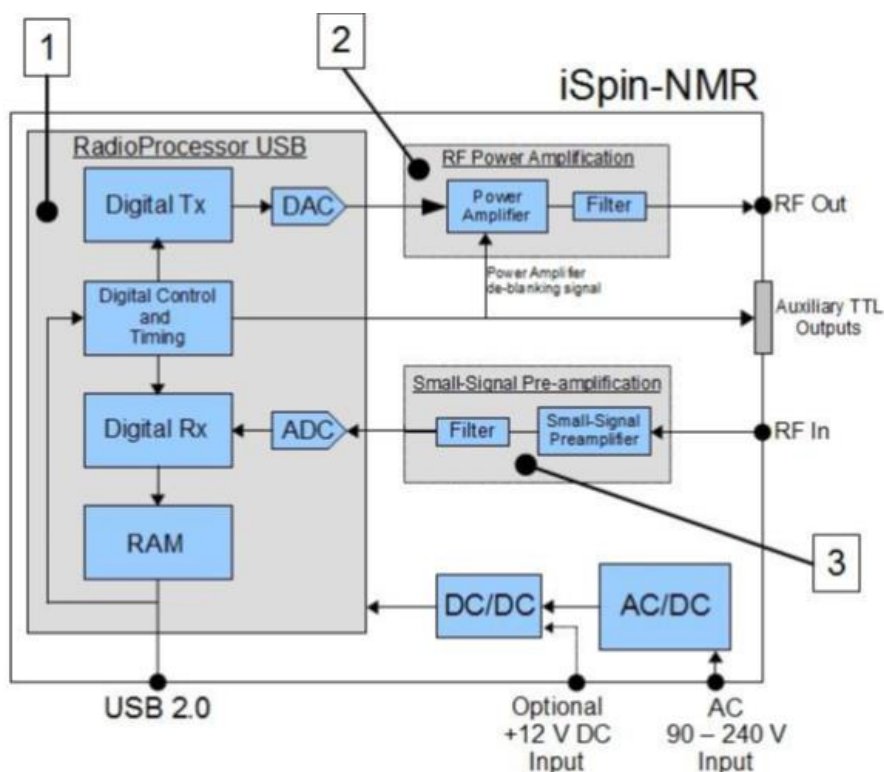 1
2
iSpin-NMR
RadioProcessor USB
RF Power Amplification
Digital Tx
DAC
Power
Amplifier
Filter
RF Out
Power Amplifier
de-blanking signal
Digital Control
and
Timing
Auxiliary TTL
Outputs
Small-Signal Pre-amplification
Digital Rx
ADC
Filter
Small-Signal
Preamplifier
RF In
RAM
3
DC/DC
AC/DC
USB 2.0
Optional
+12 V DC
Input
AC
90 – 240 V
Input